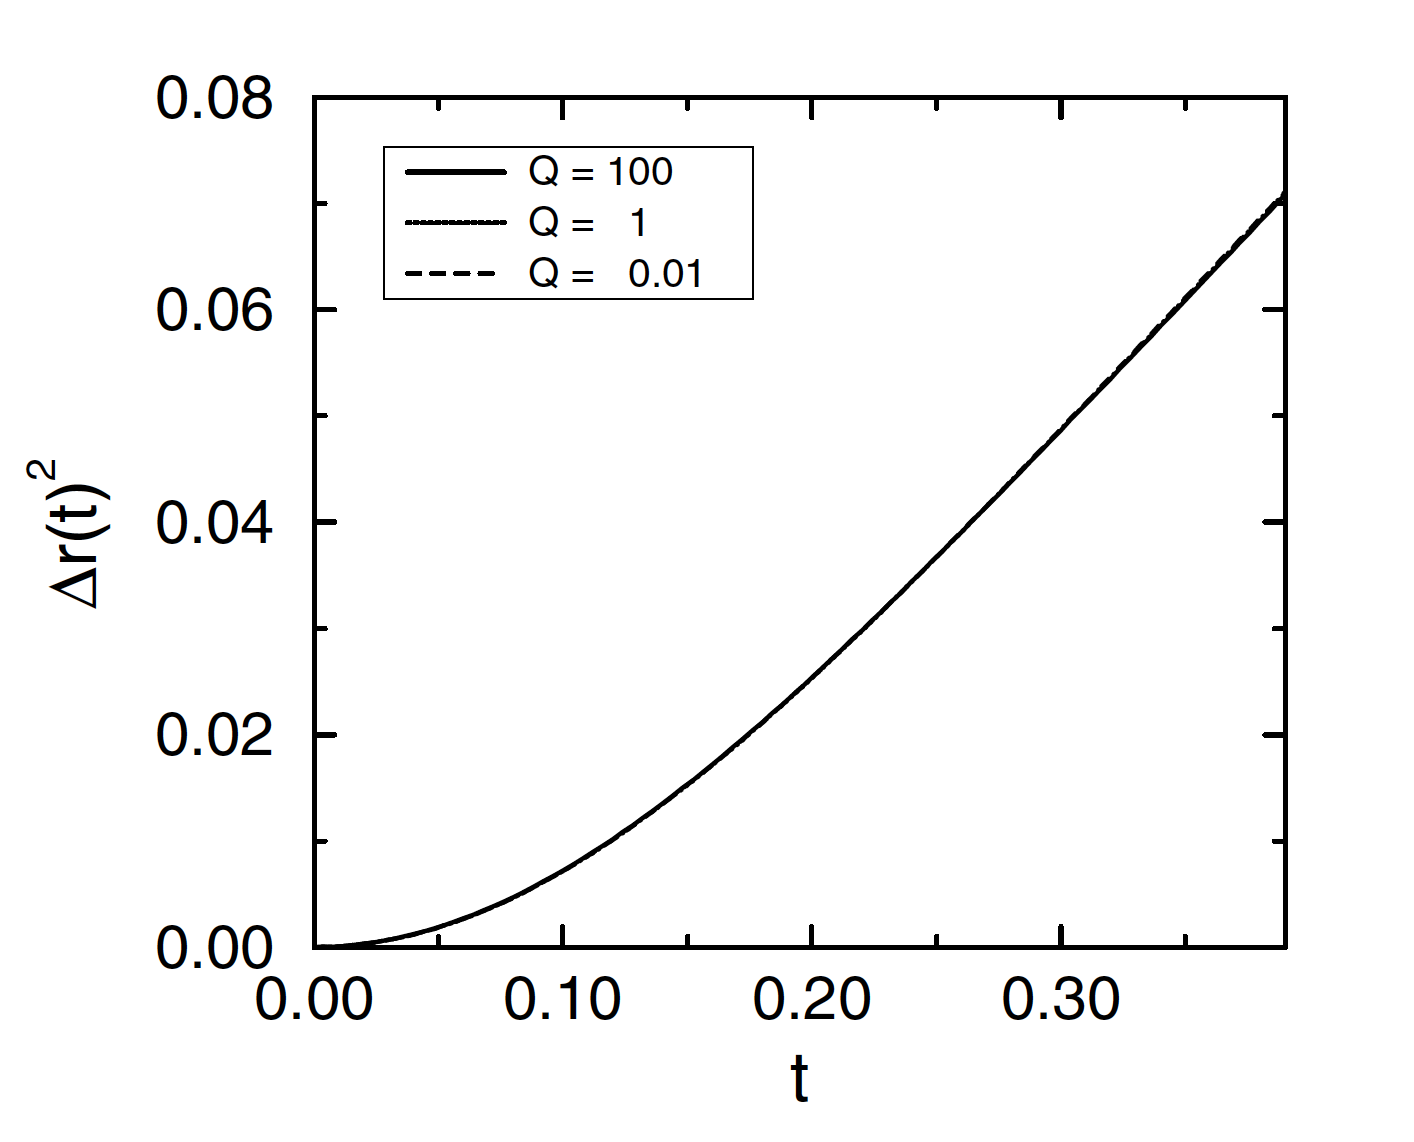 0.08
0.06
0.04
0.02
0.00
Δr(t)²
Q = 100
Q = 1
Q = 0.01
0.00 0.10 0.20 0.30
t